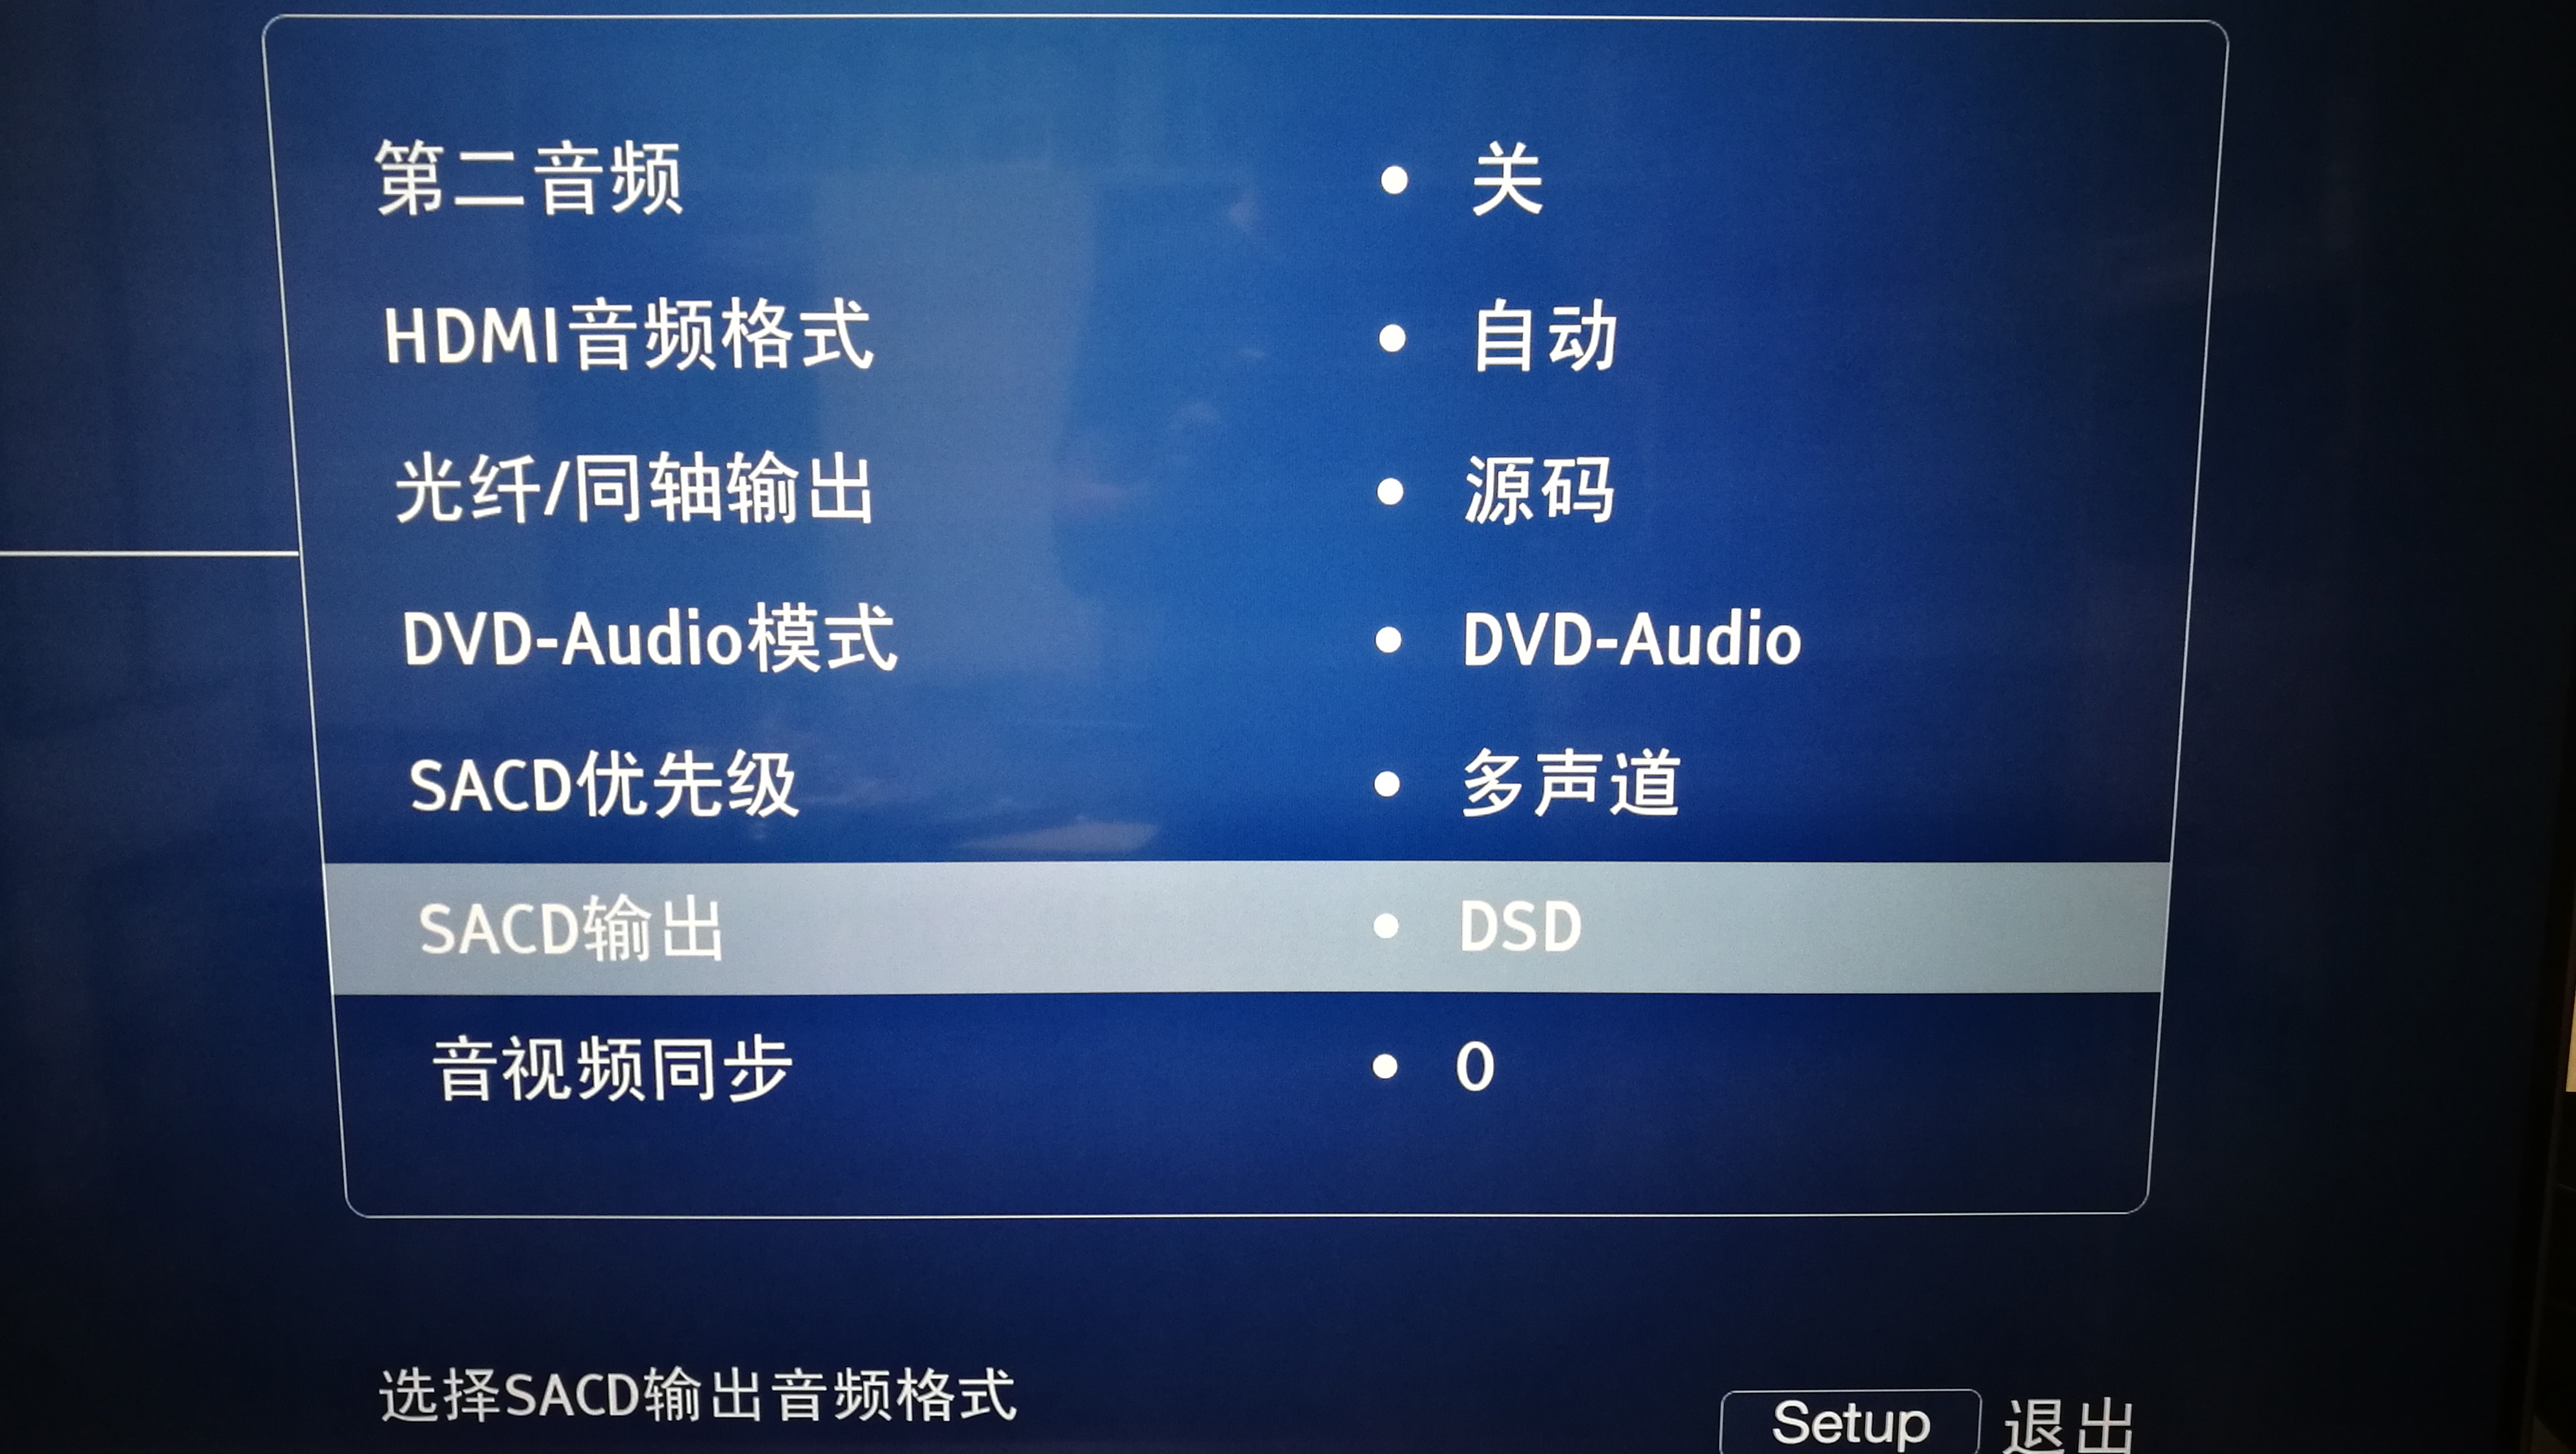 第二音频 • 关
HDMI音频格式 • 自动
光纤/同轴输出 • 源码
DVD-Audio模式 • DVD-Audio
SACD优先级 • 多声道
SACD输出 • DSD
音视频同步 • 0
选择SACD输出音频格式
Setup 退出